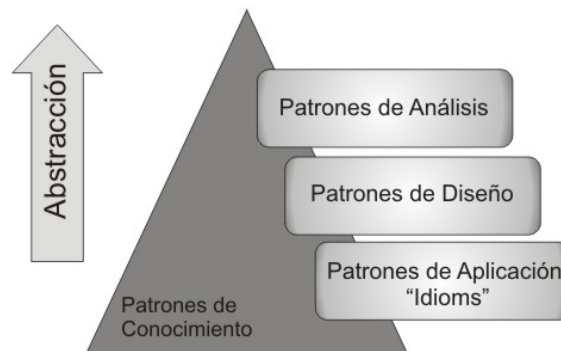 Abstracción
Patrones de Análisis
Patrones de Diseño
Patrones de Aplicación
“Idioms”
Patrones de
Conocimiento